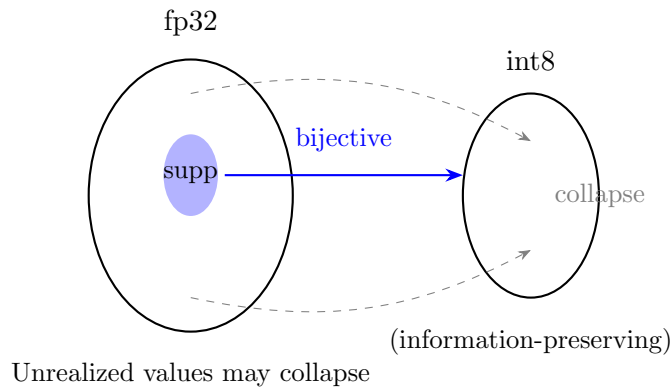 fp32
int8
bijective
supp
collapse
(information-preserving)
Unrealized values may collapse